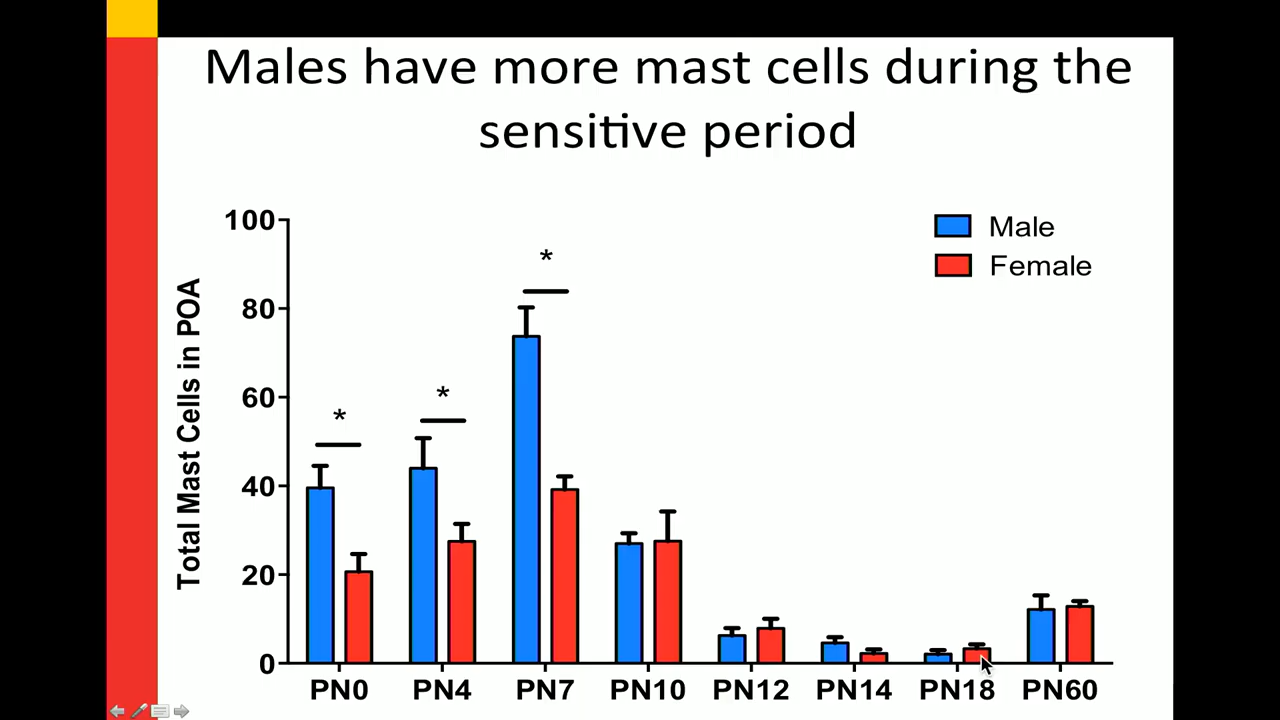 Males have more mast cells during the
sensitive period
Total Mast Cells in POA
100
80
60
40
20
0
Male
Female
*
*
*
PN0 PN4 PN7 PN10 PN12 PN14 PN18 PN60